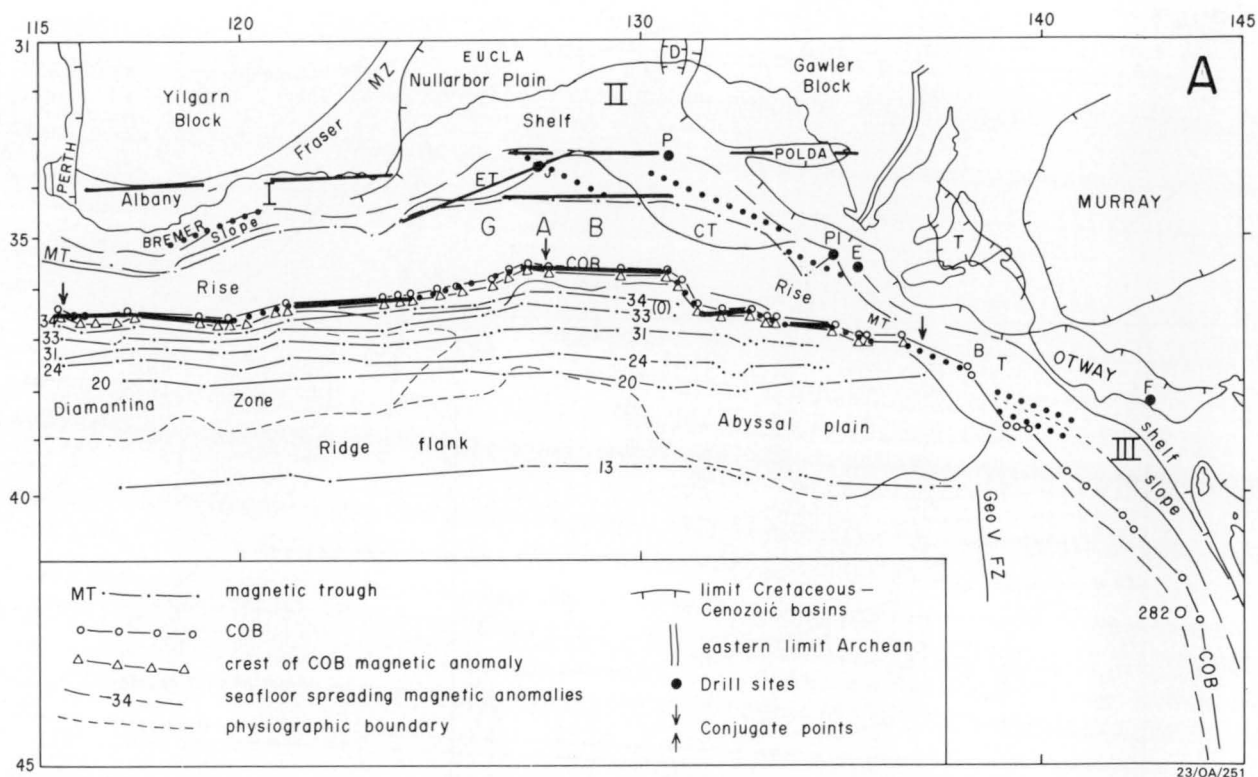 115 120 130 140 145
31
A
EUCLA
Nullarbor Plain
D
Gawler
Block
Yilgarn
Block
MZ
Fraser
II
Shelf
P
POLDA
PERTH
Albany
I
ET
MURRAY
BREMER
Slope
35
MT
G A B
CT
PI
E
T
COB
Rise
Rise
MT
34
33
31
24
20
34 (O)
33
31
24
20
B T
OTWAY
F
Diamantina Zone
Abyssal plain
III
shelf
slope
Ridge flank
13
40
Geo V. FZ
282
COB
MT magnetic trough
COB
crest of COB magnetic anomaly
34 seafloor spreading magnetic anomalies
physiographic boundary
limit Cretaceous—
Cenozoic basins
eastern limit Archean
Drill sites
Conjugate points
45
23/OA/251